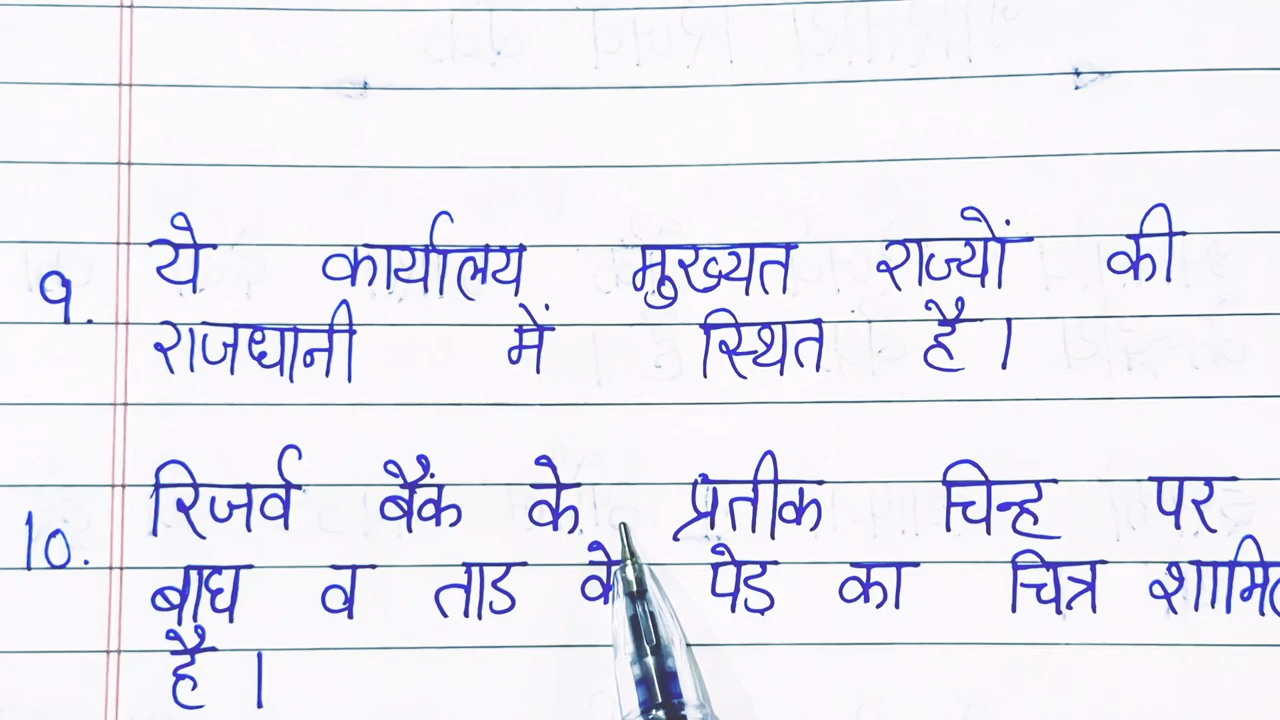 9. ये कार्यालय मुख्यत राज्यों की
राजधानी में स्थित है।
10. रिजर्व बैंक के प्रतीक चिन्ह पर
बाघ व ताड के पेड का चित्र
है।